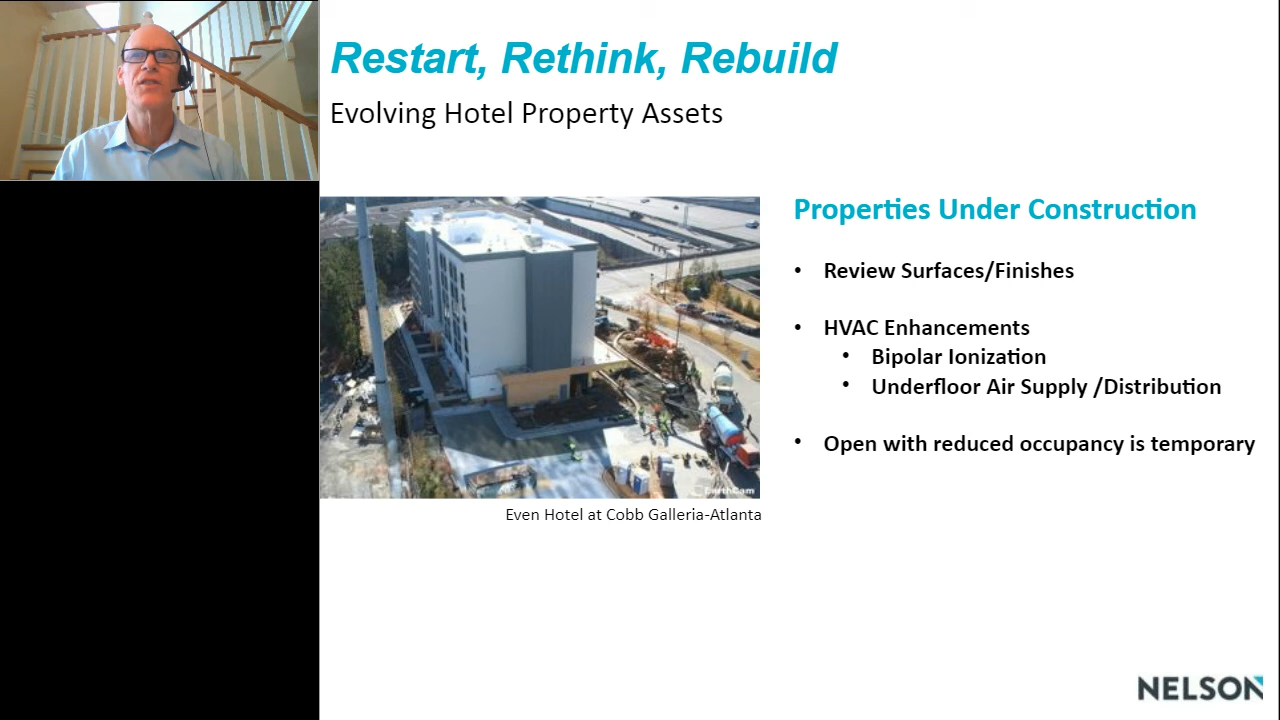 Restart, Rethink, Rebuild
Evolving Hotel Property Assets
Properties Under Construction
• Review Surfaces/Finishes
• HVAC Enhancements
• Bipolar Ionization
• Underfloor Air Supply /Distribution
• Open with reduced occupancy is temporary
EarthCam
Even Hotel at Cobb Galleria-Atlanta
NELSON